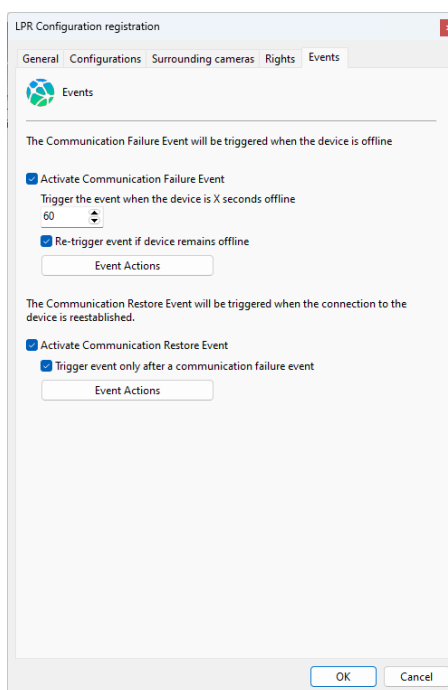 LPR Configuration registration
General Configurations Surrounding cameras Rights Events
Events
The Communication Failure Event will be triggered when the device is offline
Activate Communication Failure Event
Trigger the event when the device is X seconds offline
60
Re-trigger event if device remains offline
Event Actions
The Communication Restore Event will be triggered when the connection to the
device is reestablished.
Activate Communication Restore Event
Trigger event only after a communication failure event
Event Actions
OK Cancel